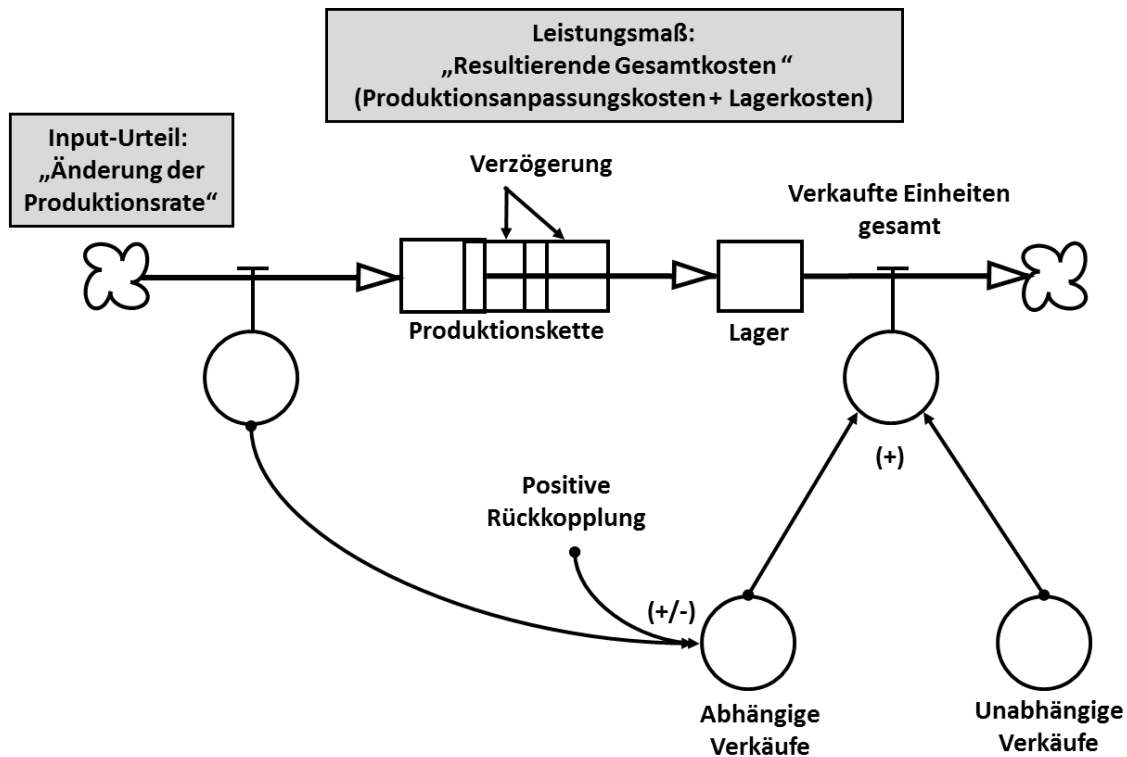 Leistungsmaß:
„Resultierende Gesamtkosten “
(Produktionsanpassungskosten + Lagerkosten)
Input-Urteil:
„Änderung der
Produktionsrate“
Verzögerung
Verkaufte Einheiten
gesamt
Produktionskette
Lager
(+)
Positive
Rückkopplung
(+/-)
Abhängige
Verkäufe
Unabhängige
Verkäufe